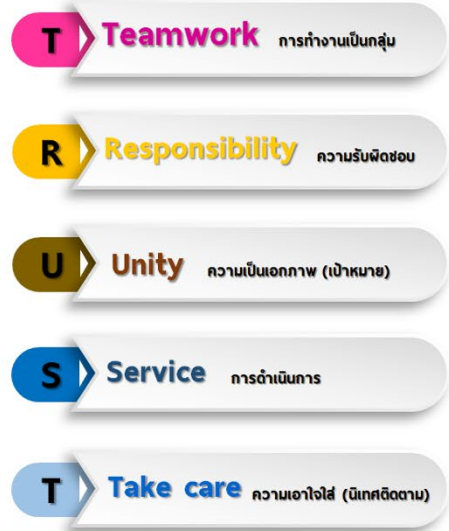 T Teamwork การทำงานเป็นกลุ่ม
R Responsibility ความรับผิดชอบ
U Unity ความเป็นเอกภาพ (เป้าหมาย)
S Service การดำเนินการ
T Take care ความเอาใจใส่ (นิเทศติดตาม)